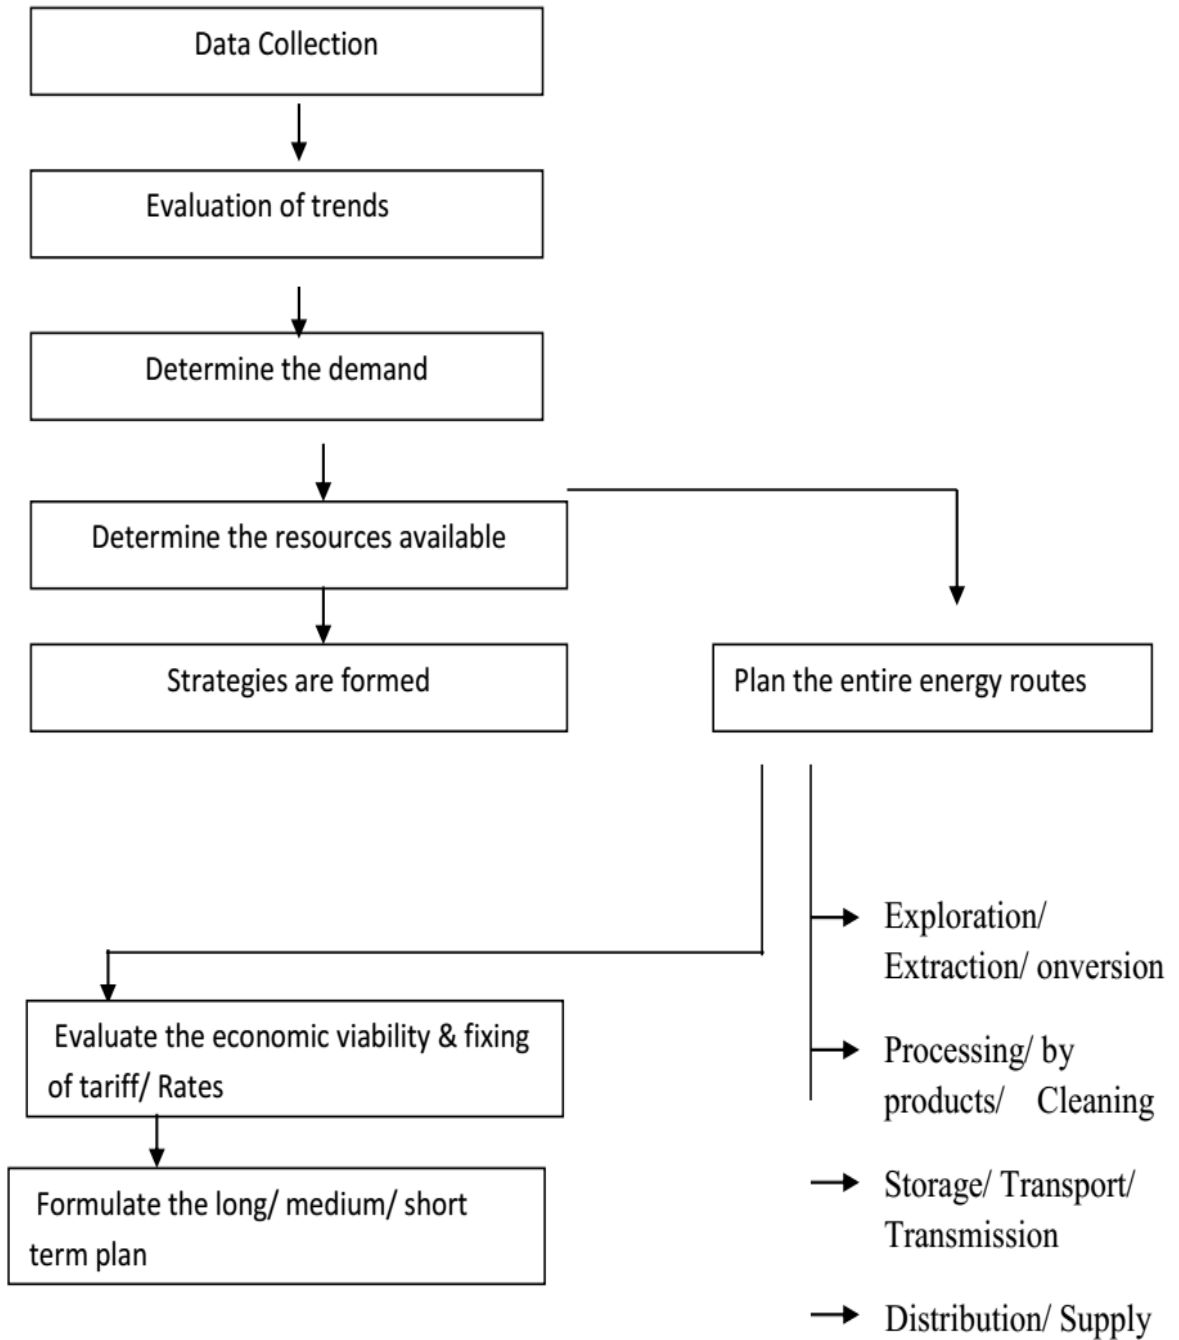 Data Collection
Evaluation of trends
Determine the demand
Determine the resources available
Strategies are formed
Plan the entire energy routes
Exploration/
Extraction/ onversion
Processing/ by
products/ Cleaning
Storage/ Transport/
Transmission
Distribution/ Supply
Evaluate the economic viability & fixing
of tariff/ Rates
Formulate the long/ medium/ short
term plan